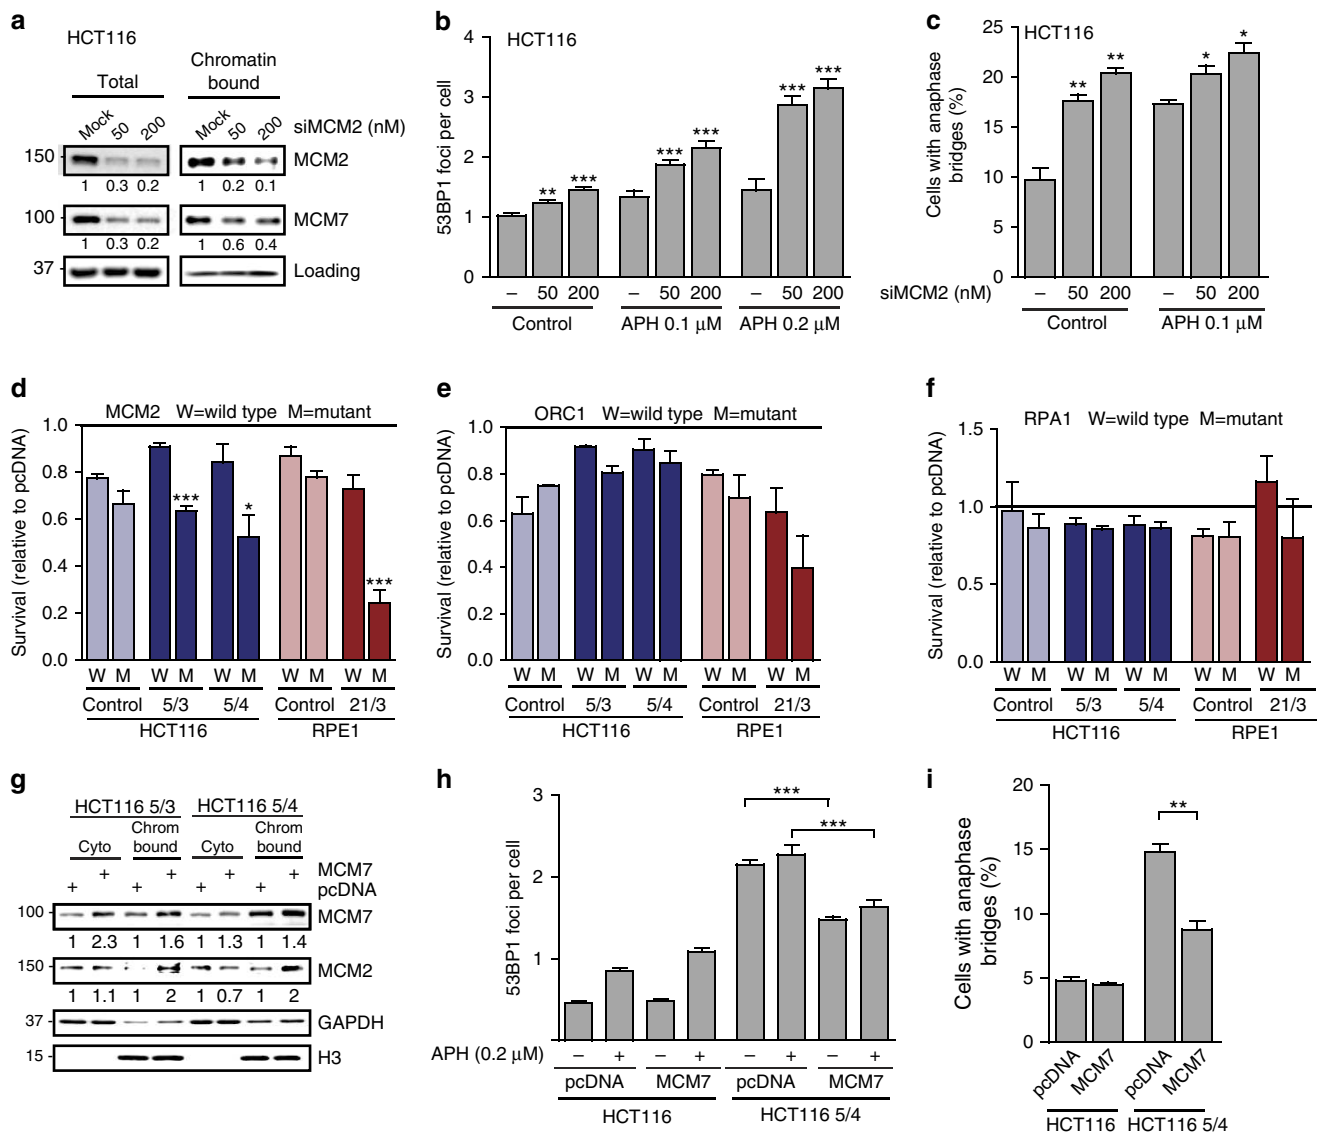 a
HCT116
Total
Chromatin
bound
Mock 50 200 Mock 50 200 siMCM2 (nM)
150 MCM2
1 0.3 0.2 1 0.2 0.1
100 MCM7
1 0.3 0.2 1 0.6 0.4
37 Loading
b
HCT116
53BP1 foci per cell
4
3
2
1
0
** *** *** *** *** ***
– 50 200 – 50 200 – 50 200
Control APH 0.1 μM APH 0.2 μM
c
HCT116
Cells with anaphase
bridges (%)
25
20
15
10
5
0
** ** * *
siMCM2 (nM) – 50 200 – 50 200
Control APH 0.1 μM
d
MCM2 W=wild type M=mutant
Survival (relative to pcDNA)
1.0
0.8
0.6
0.4
0.2
0.0
*** * ***
W M W M W M W M W M
Control 5/3 5/4 Control 21/3
HCT116 RPE1
e
ORC1 W=wild type M=mutant
Survival (relative to pcDNA)
1.0
0.8
0.6
0.4
0.2
0.0
W M W M W M W M W M
Control 5/3 5/4 Control 21/3
HCT116 RPE1
f
RPA1 W=wild type M=mutant
Survival (relative to pcDNA)
1.5
1.0
0.5
0.0
W M W M W M W M W M
Control 5/3 5/4 Control 21/3
HCT116 RPE1
g
HCT116 5/3 HCT116 5/4
Cyto Chrom bound Cyto Chrom bound
+ + + + MCM7
+ + + + pcDNA
100 MCM7
1 2.3 1 1.6 1 1.3 1 1.4
150 MCM2
1 1.1 1 2 1 0.7 1 2
37 GAPDH
15 H3
h
53BP1 foci per cell
3
2
1
***
***
APH (0.2 μM) – + – + – + – +
pcDNA MCM7 pcDNA MCM7
HCT116 HCT116 5/4
i
Cells with anaphase
bridges (%)
20
15
10
5
0
**
pcDNA MCM7 pcDNA MCM7
HCT116 HCT116 5/4